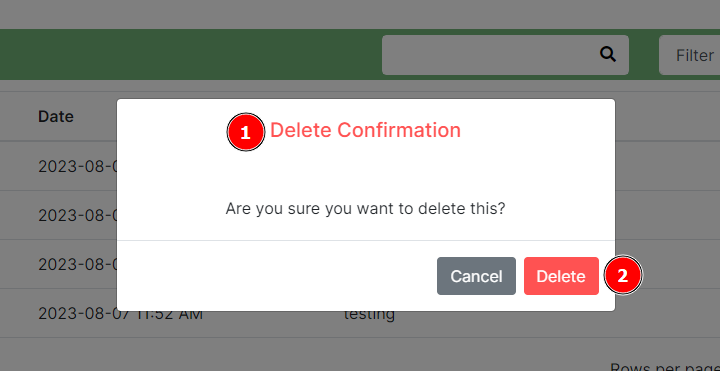 Filter
Date
1 Delete Confirmation
2023-08-0
Are you sure you want to delete this?
2023-08-0
2023-08-0
Cancel Delete 2
2023-08-07 11:52 AM testing
Rows per page